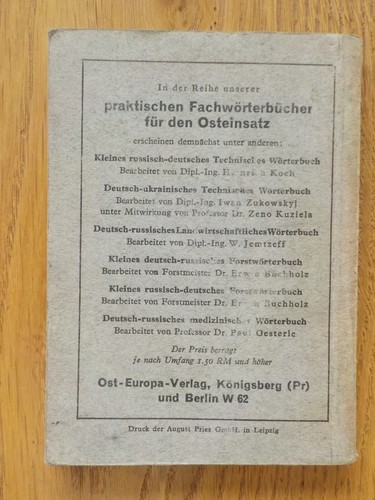 In der Reihe unserer
praktischen Fachwörterbücher
für den Osteinsatz
erscheinen demnächst unter anderen:
Kleines russisch-deutsches Technisches Wörterbuch
Bearbeitet von Dipl.-Ing. Heinrich Koch
Deutsch-ukrainisches Technisches Wörterbuch
Bearbeitet von Dipl.-Ing. Iwan Zukowskyj
unter Mitwirkung von Professor Dr. Zeno Kuziela
Deutsch-russisches Landwirtschaftliches Wörterbuch
Bearbeitet von Dipl.-Ing. W. Jemtzeff
Kleines deutsch-russisches Forstwörterbuch
Bearbeitet von Forstmeister Dr. Erwin Buchholz
Kleines russisch-deutsches Forstwörterbuch
Bearbeitet von Forstmeister Dr. Erwin Buchholz
Deutsch-russisches medizinisches Wörterbuch
Bearbeitet von Professor Dr. Paul Oesterle
Der Preis beträgt
je nach Umfang 1.50 RM und höher
Ost-Europa-Verlag, Königsberg (Pr)
und Berlin W 62
Druck der August Pries GmbH. in Leipzig